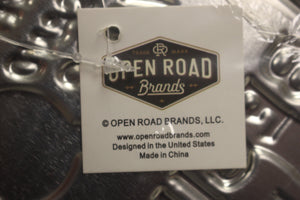 TRADE MARK
OPEN ROAD
Brands
© OPEN ROAD BRANDS, LLC.
www.openroadbrands.com
Designed in the United States
Made in China